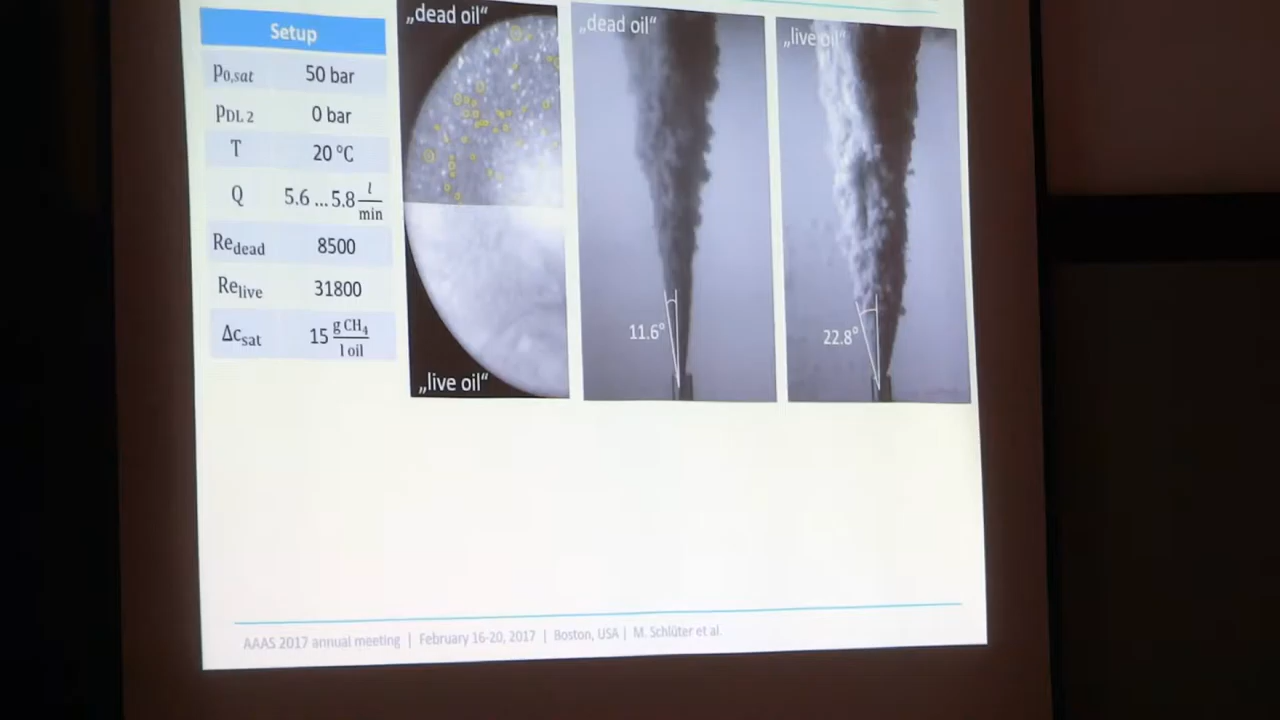 Setup
p0,sat 50 bar
pDL 2 0 bar
T 20 °C
Q 5.6 ... 5.8 l/min
Redead 8500
Relive 31800
Δcsat 15 g CH4/l oil
„dead oil“
„live oil“
„dead oil“
11.6°
„live oil“
22.8°
AAAS 2017 annual meeting | February 16-20, 2017 | Boston, USA | M. Schlüter et al.